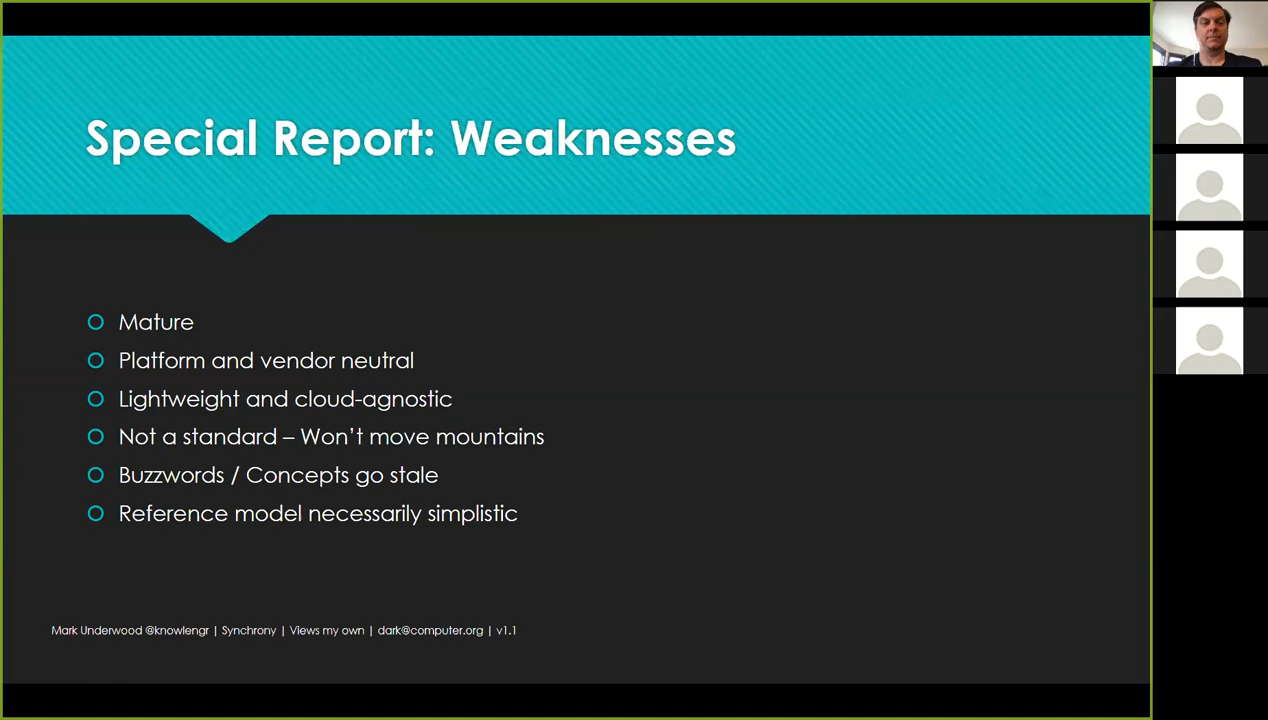 Special Report: Weaknesses
Mature
Platform and vendor neutral
Lightweight and cloud-agnostic
Not a standard – Won’t move mountains
Buzzwords / Concepts go stale
Reference model necessarily simplistic
Mark Underwood @knowlengr | Synchrony | Views my own | dark@computer.org | v1.1